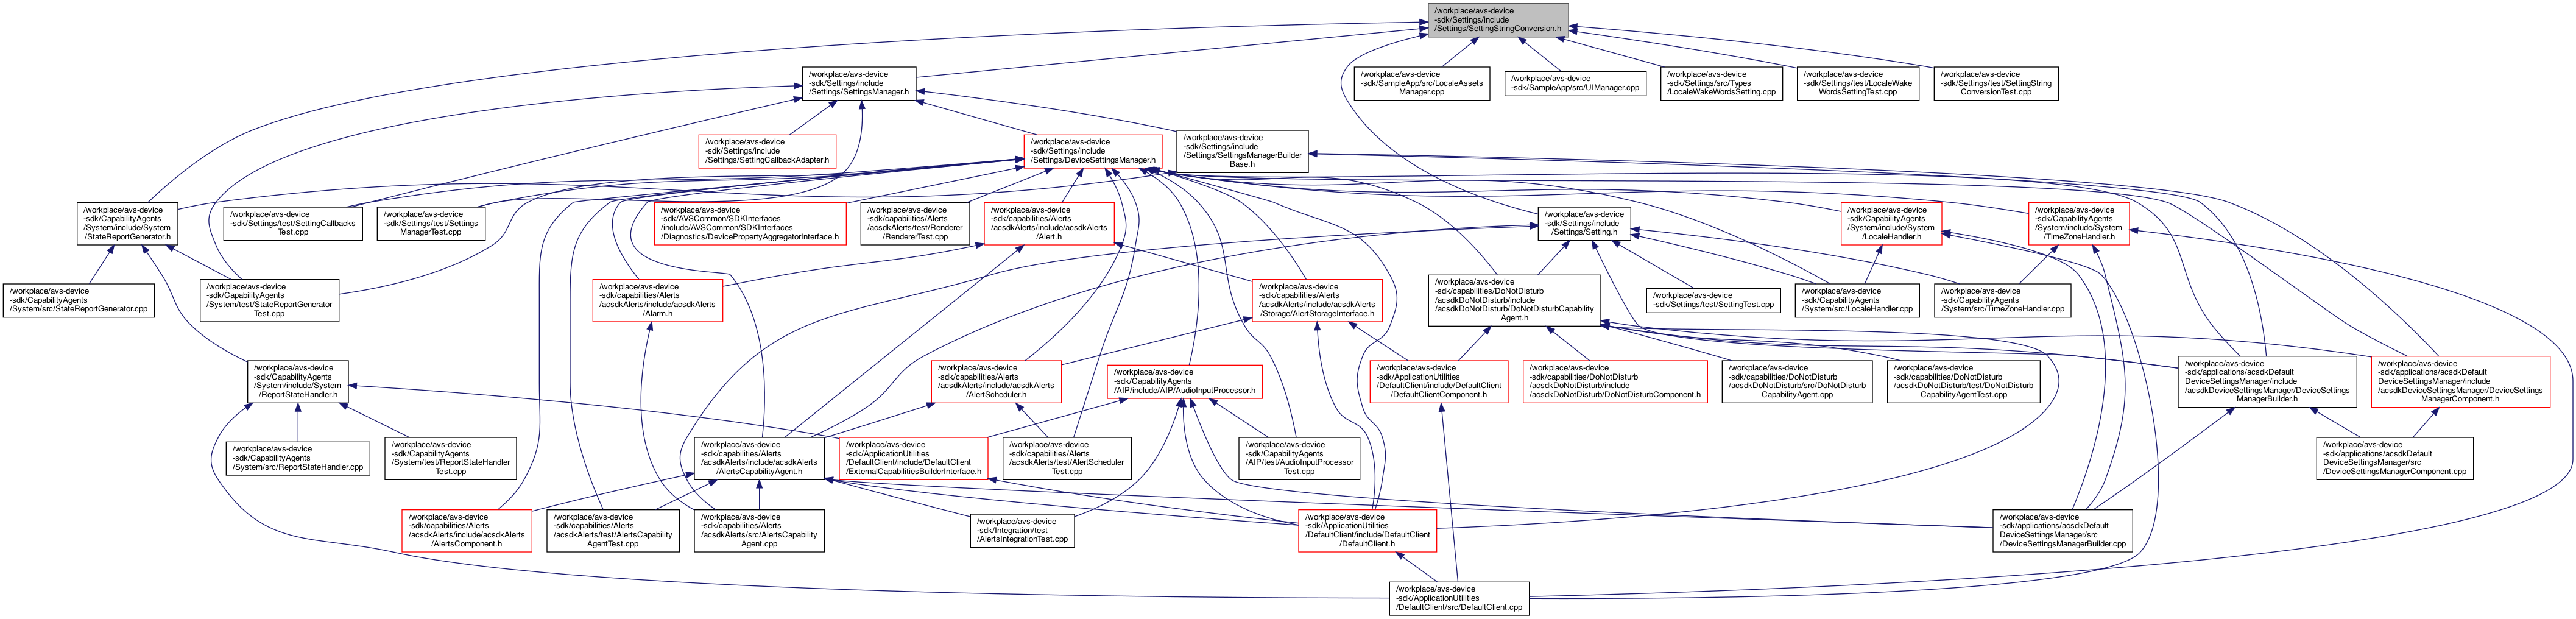 /workplace/avs-device
-sdk/Settings/include
/Settings/SettingStringConversion.h
/workplace/avs-device
-sdk/Settings/include
/Settings/SettingsManager.h
/workplace/avs-device
-sdk/SampleApp/src/LocaleAssets
Manager.cpp
/workplace/avs-device
-sdk/SampleApp/src/UIManager.cpp
/workplace/avs-device
-sdk/Settings/src/Types
/LocaleWakeWordsSetting.cpp
/workplace/avs-device
-sdk/Settings/test/LocaleWake
WordsSettingTest.cpp
/workplace/avs-device
-sdk/Settings/test/SettingString
ConversionTest.cpp
/workplace/avs-device
-sdk/Settings/include
/Settings/SettingCallbackAdapter.h
/workplace/avs-device
-sdk/Settings/include
/Settings/DeviceSettingsManager.h
/workplace/avs-device
-sdk/Settings/include
/Settings/SettingsManagerBuilder
Base.h
/workplace/avs-device
-sdk/CapabilityAgents
/System/include/System
/StateReportGenerator.h
/workplace/avs-device
-sdk/Settings/test/SettingCallbacks
Test.cpp
/workplace/avs-device
-sdk/Settings/test/Settings
ManagerTest.cpp
/workplace/avs-device
-sdk/AVSCommon/SDKInterfaces
/include/AVSCommon/SDKInterfaces
/Diagnostics/DevicePropertyAggregatorInterface.h
/workplace/avs-device
-sdk/capabilities/Alerts
/acsdkAlerts/test/Renderer
/RendererTest.cpp
/workplace/avs-device
-sdk/capabilities/Alerts
/acsdkAlerts/include/acsdkAlerts
/Alert.h
/workplace/avs-device
-sdk/Settings/include
/Settings/Setting.h
/workplace/avs-device
-sdk/CapabilityAgents
/System/include/System
/LocaleHandler.h
/workplace/avs-device
-sdk/CapabilityAgents
/System/include/System
/TimeZoneHandler.h
/workplace/avs-device
-sdk/CapabilityAgents
/System/src/StateReportGenerator.cpp
/workplace/avs-device
-sdk/CapabilityAgents
/System/test/StateReportGenerator
Test.cpp
/workplace/avs-device
-sdk/capabilities/Alerts
/acsdkAlerts/include/acsdkAlerts
/Alarm.h
/workplace/avs-device
-sdk/capabilities/Alerts
/acsdkAlerts/include/acsdkAlerts
/Storage/AlertStorageInterface.h
/workplace/avs-device
-sdk/capabilities/DoNotDisturb
/acsdkDoNotDisturb/include
/acsdkDoNotDisturb/DoNotDisturbCapability
Agent.h
/workplace/avs-device
-sdk/Settings/test/SettingTest.cpp
/workplace/avs-device
-sdk/CapabilityAgents
/System/src/LocaleHandler.cpp
/workplace/avs-device
-sdk/CapabilityAgents
/System/src/TimeZoneHandler.cpp
/workplace/avs-device
-sdk/CapabilityAgents
/System/include/System
/ReportStateHandler.h
/workplace/avs-device
-sdk/capabilities/Alerts
/acsdkAlerts/include/acsdkAlerts
/AlertScheduler.h
/workplace/avs-device
-sdk/CapabilityAgents
/AIP/include/AIP/AudioInputProcessor.h
/workplace/avs-device
-sdk/ApplicationUtilities
/DefaultClient/include/DefaultClient
/DefaultClientComponent.h
/workplace/avs-device
-sdk/capabilities/DoNotDisturb
/acsdkDoNotDisturb/include
/acsdkDoNotDisturb/DoNotDisturbComponent.h
/workplace/avs-device
-sdk/capabilities/DoNotDisturb
/acsdkDoNotDisturb/src/DoNotDisturb
CapabilityAgent.cpp
/workplace/avs-device
-sdk/capabilities/DoNotDisturb
/acsdkDoNotDisturb/test/DoNotDisturb
CapabilityAgentTest.cpp
/workplace/avs-device
-sdk/applications/acsdkDefault
DeviceSettingsManager/include
/acsdkDeviceSettingsManager/DeviceSettings
ManagerBuilder.h
/workplace/avs-device
-sdk/applications/acsdkDefault
DeviceSettingsManager/include
/acsdkDeviceSettingsManager/DeviceSettings
ManagerComponent.h
/workplace/avs-device
-sdk/CapabilityAgents
/System/src/ReportStateHandler.cpp
/workplace/avs-device
-sdk/CapabilityAgents
/System/test/ReportStateHandler
Test.cpp
/workplace/avs-device
-sdk/capabilities/Alerts
/acsdkAlerts/include/acsdkAlerts
/AlertsCapabilityAgent.h
/workplace/avs-device
-sdk/ApplicationUtilities
/DefaultClient/include/DefaultClient
/ExternalCapabilitiesBuilderInterface.h
/workplace/avs-device
-sdk/capabilities/Alerts
/acsdkAlerts/test/AlertScheduler
Test.cpp
/workplace/avs-device
-sdk/CapabilityAgents
/AIP/test/AudioInputProcessor
Test.cpp
/workplace/avs-device
-sdk/applications/acsdkDefault
DeviceSettingsManager/src
/DeviceSettingsManagerComponent.cpp
/workplace/avs-device
-sdk/capabilities/Alerts
/acsdkAlerts/include/acsdkAlerts
/AlertsComponent.h
/workplace/avs-device
-sdk/capabilities/Alerts
/acsdkAlerts/test/AlertsCapability
AgentTest.cpp
/workplace/avs-device
-sdk/capabilities/Alerts
/acsdkAlerts/src/AlertsCapability
Agent.cpp
/workplace/avs-device
-sdk/Integration/test
/AlertsIntegrationTest.cpp
/workplace/avs-device
-sdk/ApplicationUtilities
/DefaultClient/include/DefaultClient
/DefaultClient.h
/workplace/avs-device
-sdk/applications/acsdkDefault
DeviceSettingsManager/src
/DeviceSettingsManagerBuilder.cpp
/workplace/avs-device
-sdk/ApplicationUtilities
/DefaultClient/src/DefaultClient.cpp